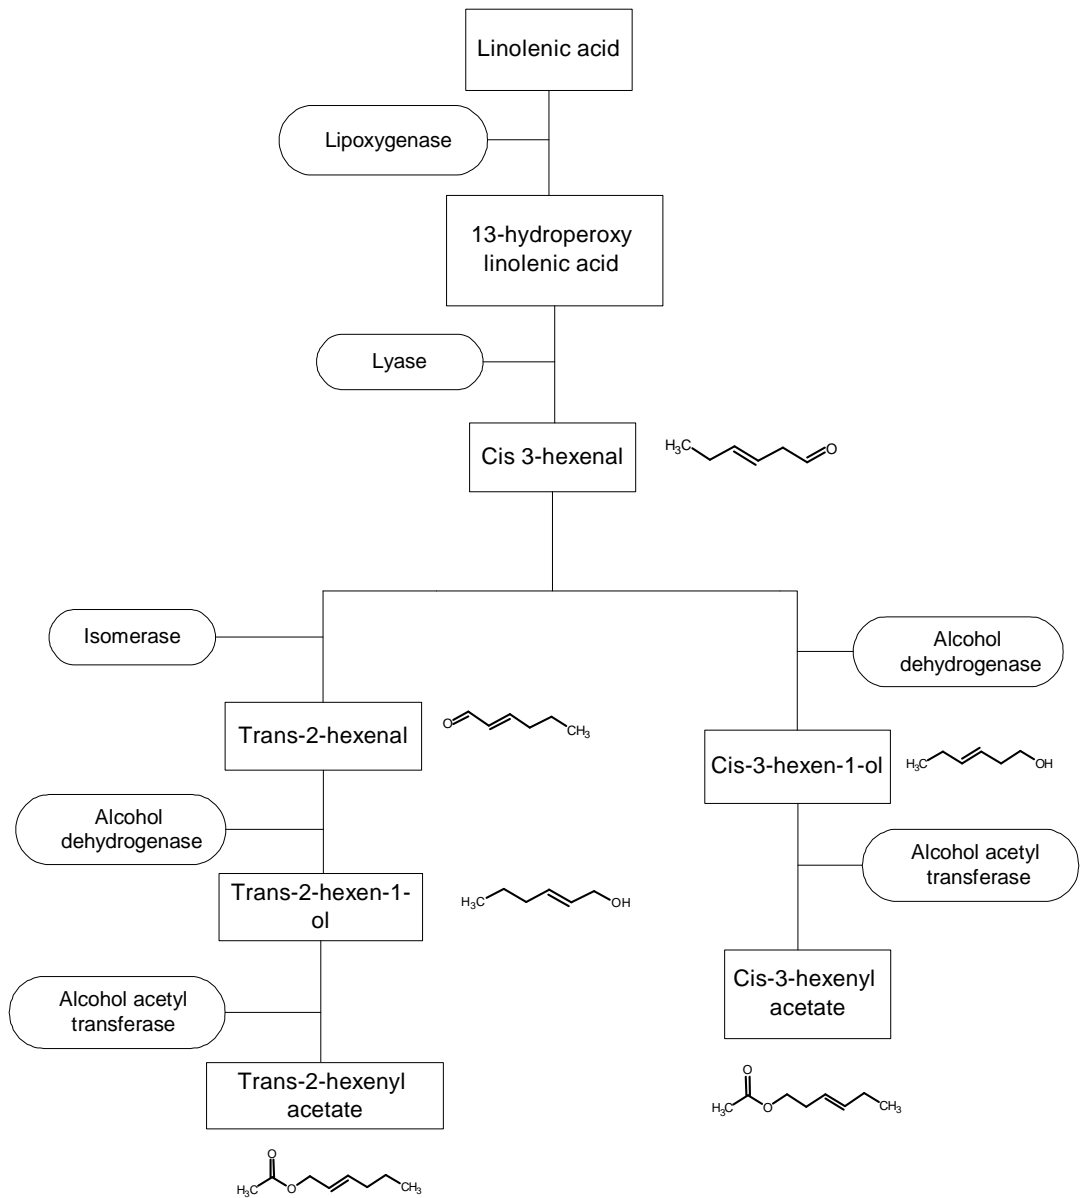 Linolenic acid
Lipoxygenase
13-hydroperoxy
linolenic acid
Lyase
Cis 3-hexenal
H3C
O
Isomerase
Alcohol
dehydrogenase
Trans-2-hexenal
O
CH3
Cis-3-hexen-1-ol
H3C
OH
Alcohol
dehydrogenase
Alcohol acetyl
transferase
Trans-2-hexen-1-
ol
H3C
OH
Cis-3-hexenyl
acetate
Alcohol acetyl
transferase
Trans-2-hexenyl
acetate
O
H3C
O
CH3
O
H3C
O
CH3